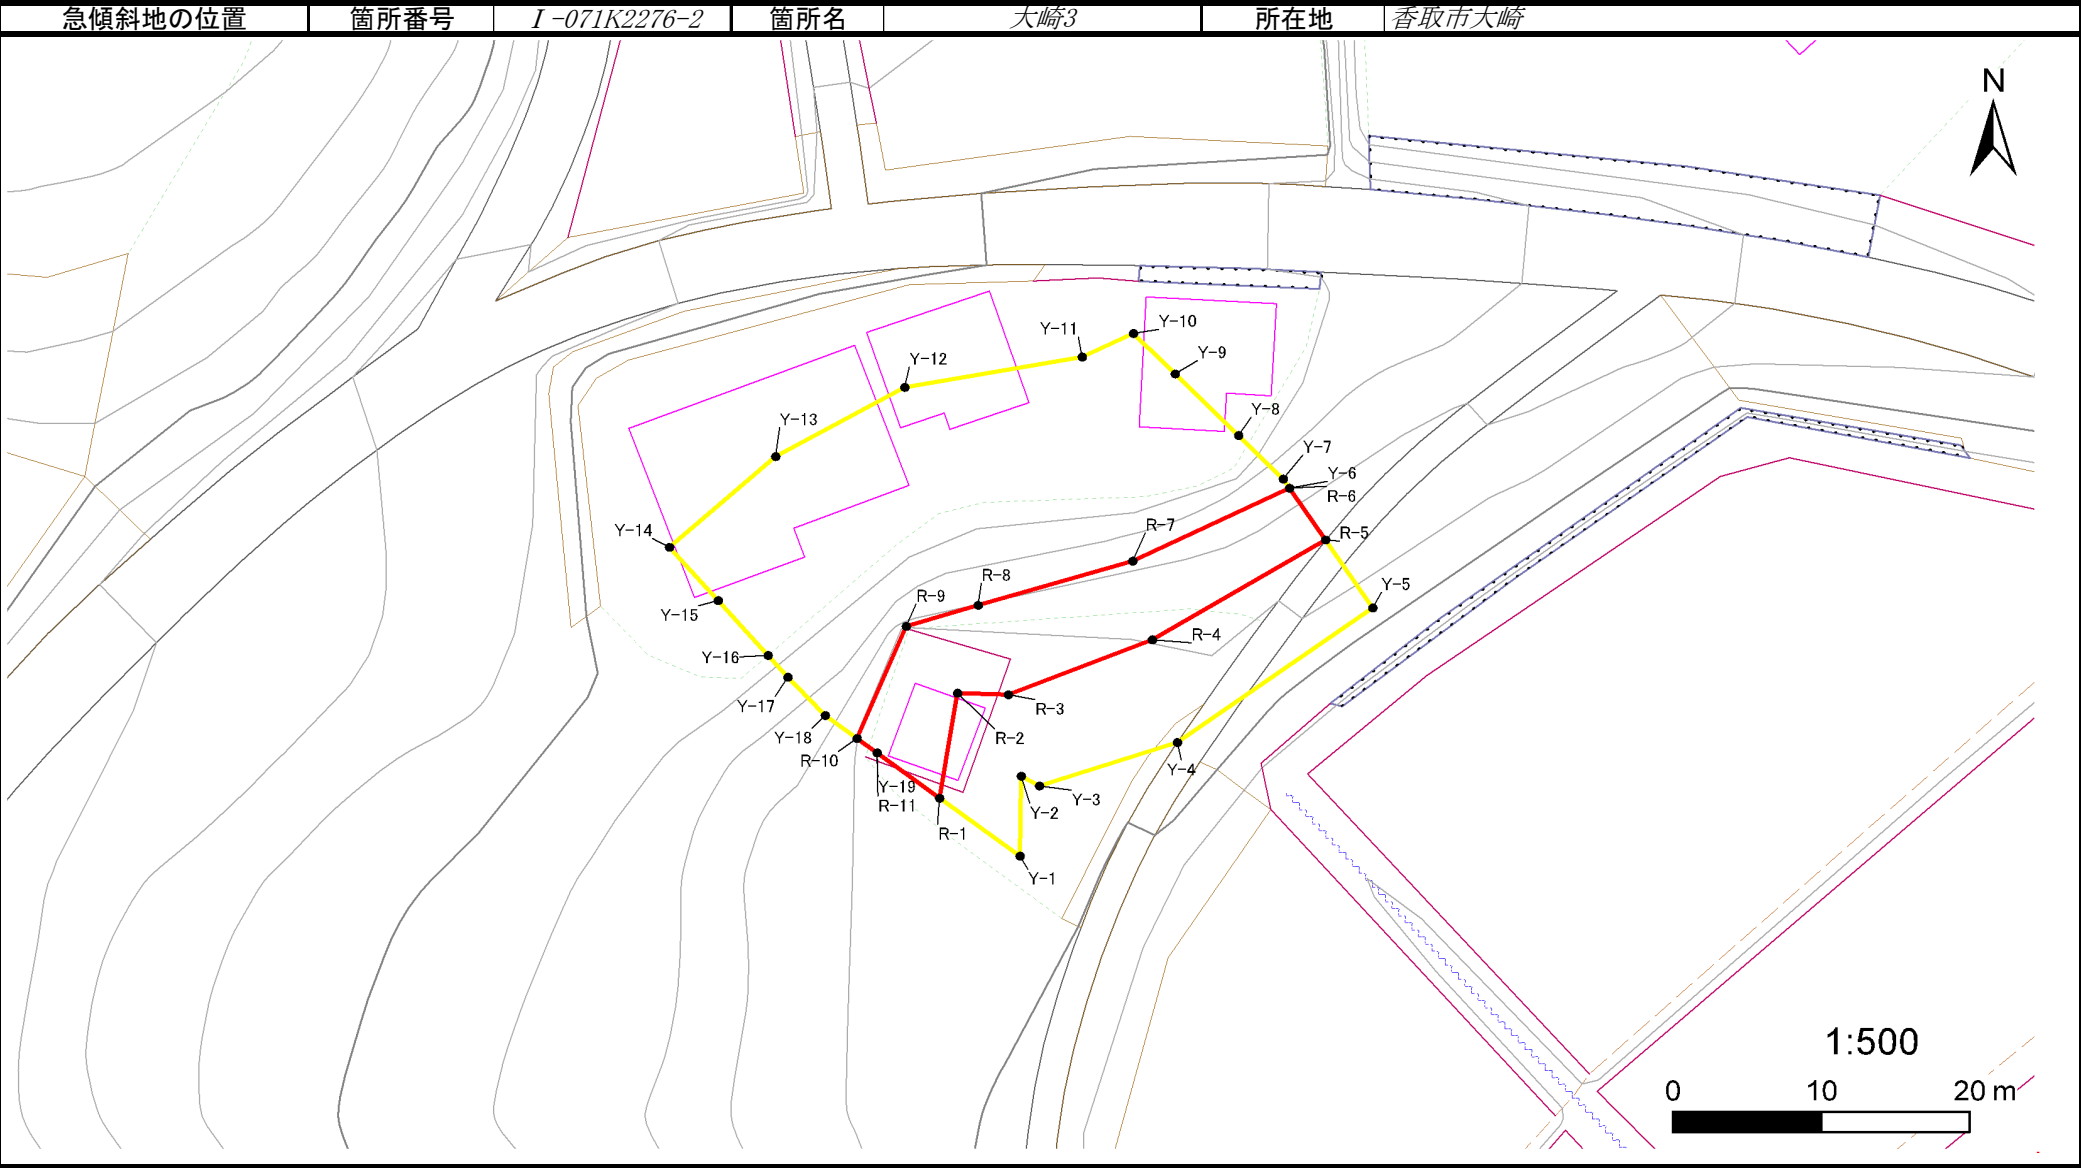 急傾斜地の位置 箇所番号 Ⅰ-071K2276-2 箇所名 大崎3 所在地 香取市大崎
N
Y-10
Y-11
Y-9
Y-12
Y-8
Y-13
Y-7
Y-6
R-6
R-7
Y-14
R-5
R-8
Y-5
R-9
Y-15
R-4
Y-16
Y-17
R-3
Y-18
R-2
R-10
Y-4
Y-19
Y-3
R-11
Y-2
R-1
Y-1
1:500
0 10 20 m